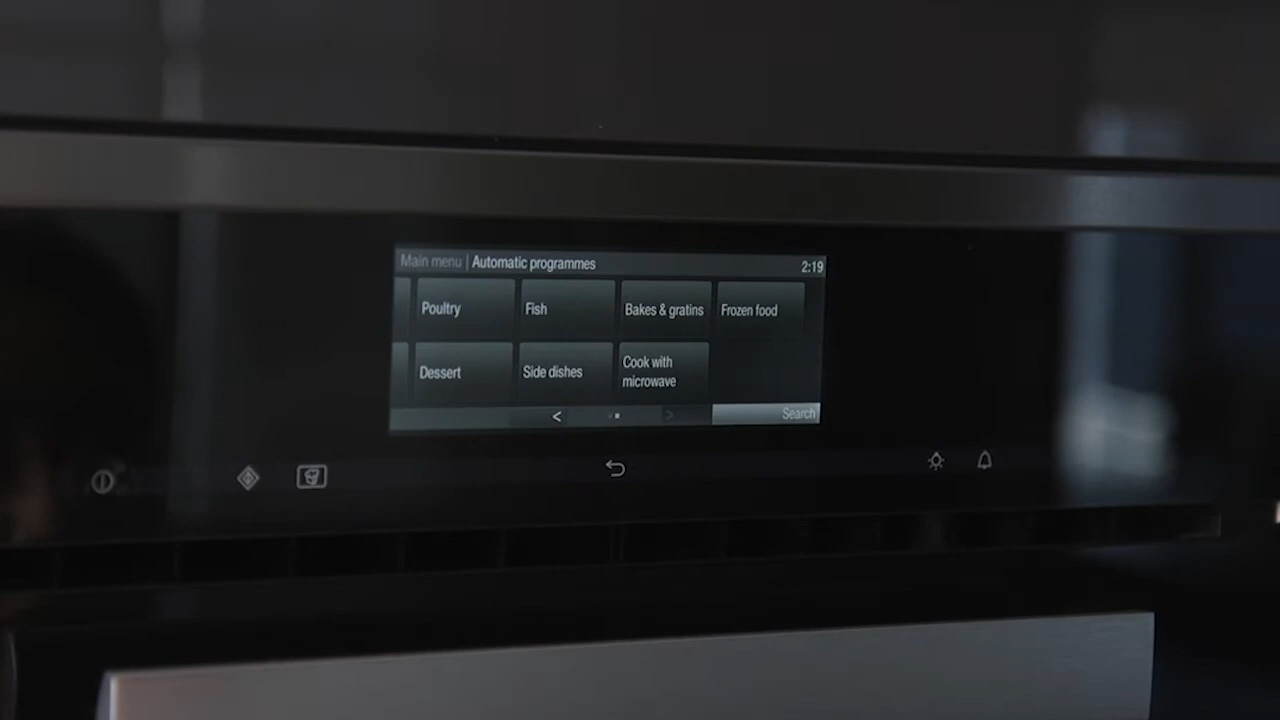 Main menu | Automatic programmes
2:19
Poultry
Fish
Bakes & gratins
Frozen food
Dessert
Side dishes
Cook with
microwave
<
>
Search